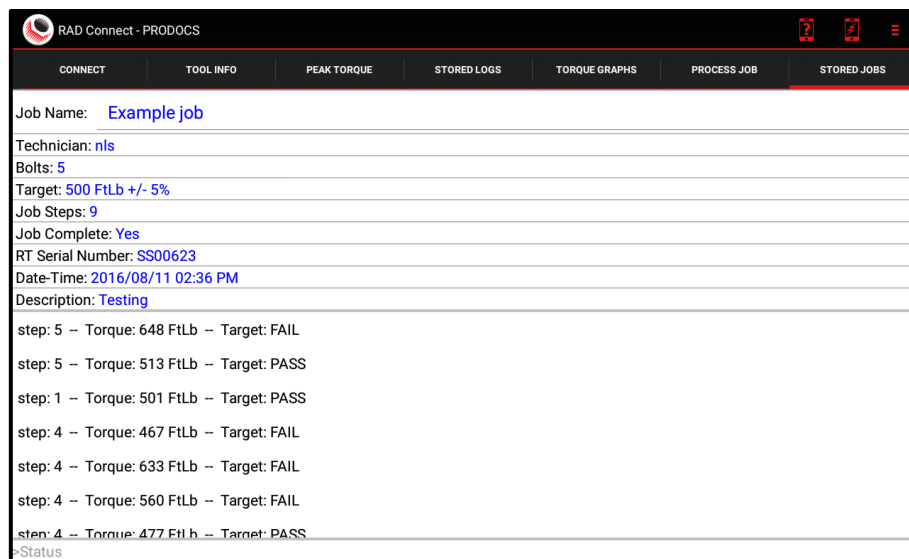 RAD Connect - PRODOCS
CONNECT TOOL INFO PEAK TORQUE STORED LOGS TORQUE GRAPHS PROCESS JOB STORED JOBS
Job Name: Example job
Technician: nls
Bolts: 5
Target: 500 FtLb +/- 5%
Job Steps: 9
Job Complete: Yes
RT Serial Number: SS00623
Date-Time: 2016/08/11 02:36 PM
Description: Testing
step: 5 -- Torque: 648 FtLb -- Target: FAIL
step: 5 -- Torque: 513 FtLb -- Target: PASS
step: 1 -- Torque: 501 FtLb -- Target: PASS
step: 4 -- Torque: 467 FtLb -- Target: FAIL
step: 4 -- Torque: 633 FtLb -- Target: FAIL
step: 4 -- Torque: 560 FtLb -- Target: FAIL
step: 4 -- Torque: 477 FtLb -- Target: PASS
>Status